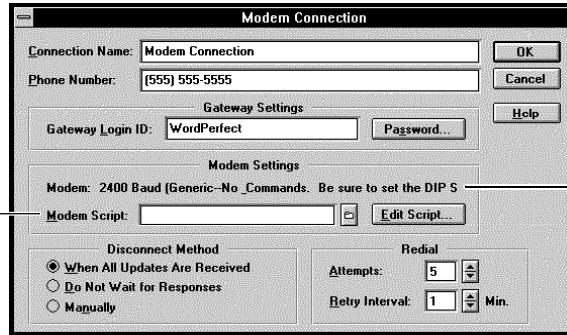 Modem Connection
Connection Name: Modem Connection
OK
Phone Number: (555) 555-5555
Cancel
Gateway Settings
Help
Gateway Login ID: WordPerfect
Password...
Modem Settings
Modem: 2400 Baud (Generic--No _Commands. Be sure to set the DIP S
Modem Script:
Edit Script...
Disconnect Method
When All Updates Are Received
Do Not Wait for Responses
Manually
Redial
Attempts: 5
Retry Interval: 1 Min.